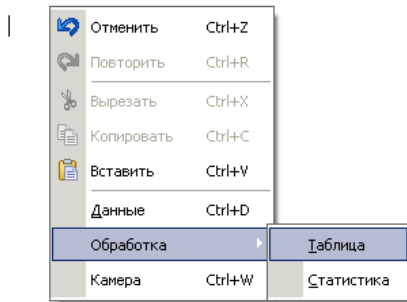 Отменить Ctrl+Z
Повторить Ctrl+R
Вырезать Ctrl+X
Копировать Ctrl+C
Вставить Ctrl+V
Данные Ctrl+D
Обработка Таблица
Камера Ctrl+W Статистика